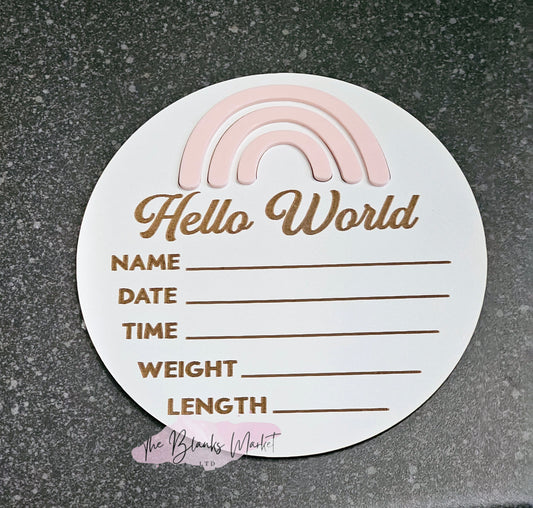 Hello World
NAME
DATE
TIME
WEIGHT
LENGTH
The Blanks Market
LTD